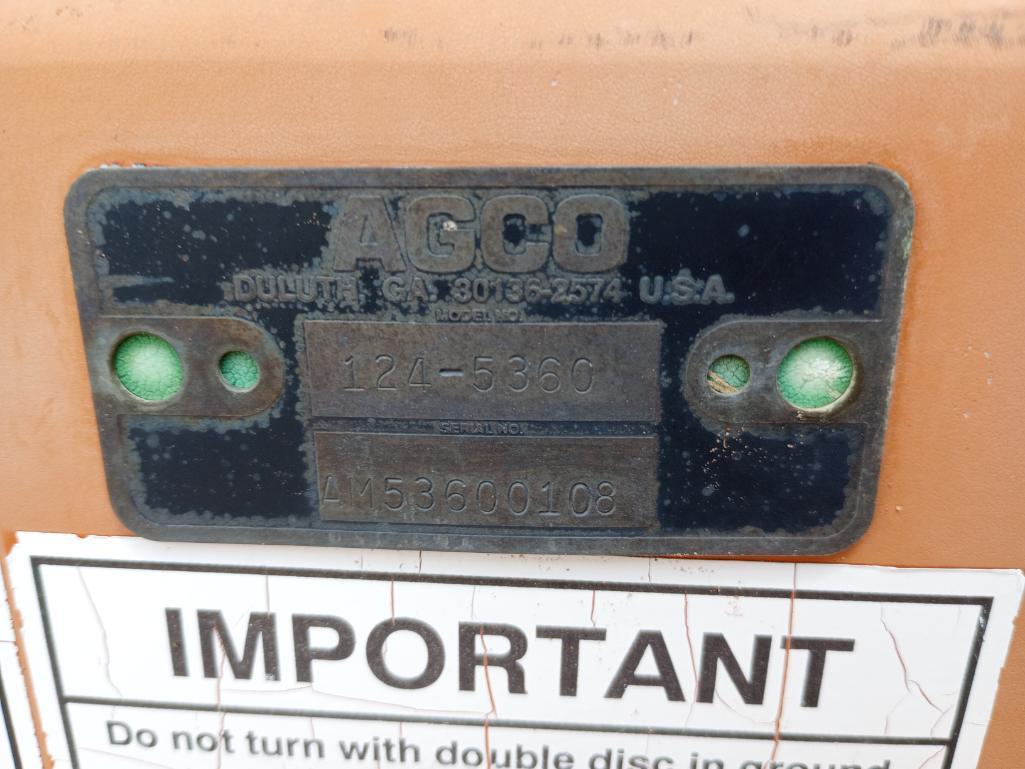 AGCO
DULUTH, GA. 30136-2574 U.S.A.
MODEL NO.
124-5360
SERIAL NO.
AM53600108
IMPORTANT
Do not turn with double disc in ground